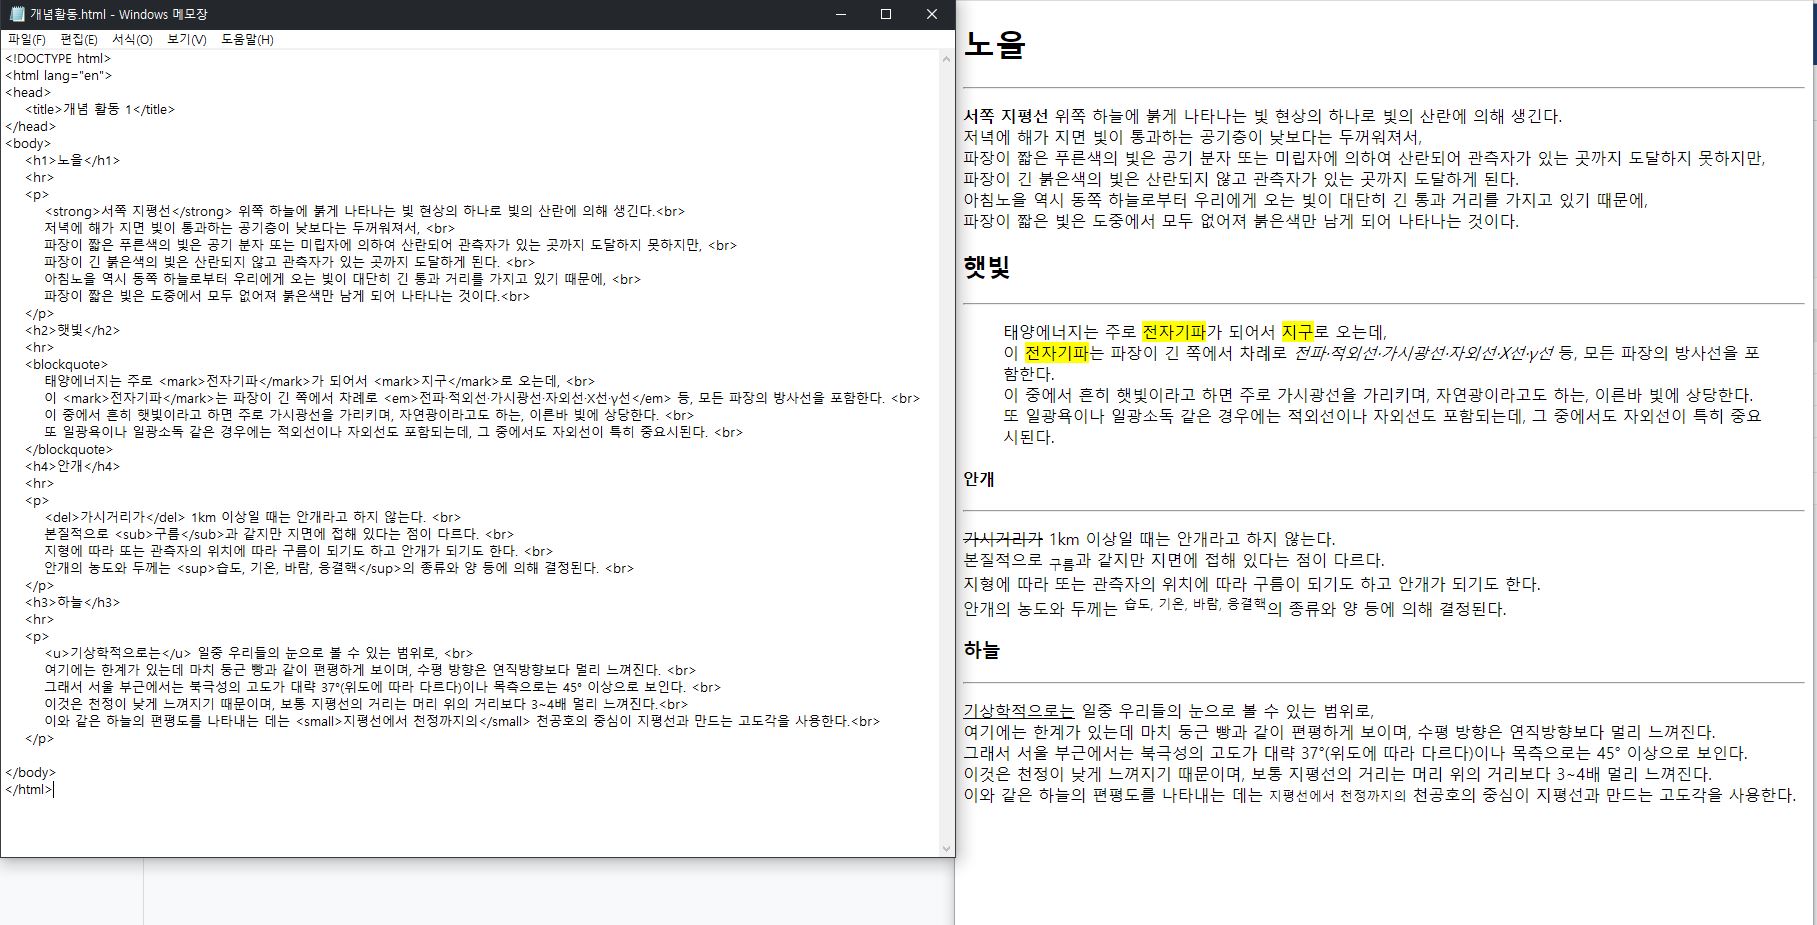 개념활동.html - Windows 메모장
파일(F) 편집(E) 서식(O) 보기(V) 도움말(H)
<!DOCTYPE html>
<html lang="en">
<head>
<title>개념 활동 1</title>
</head>
<body>
<h1>노을</h1>
<hr>
<p>
<strong>서쪽 지평선</strong> 위쪽 하늘에 붉게 나타나는 빛 현상의 하나로 빛의 산란에 의해 생긴다.<br>
저녁에 해가 지면 빛이 통과하는 공기층이 낮보다는 두꺼워져서, <br>
파장이 짧은 푸른색의 빛은 공기 분자 또는 미립자에 의하여 산란되어 관측자가 있는 곳까지 도달하지 못하지만, <br>
파장이 긴 붉은색의 빛은 산란되지 않고 관측자가 있는 곳까지 도달하게 된다. <br>
아침노을 역시 동쪽 하늘로부터 우리에게 오는 빛이 대단히 긴 통과 거리를 가지고 있기 때문에, <br>
파장이 짧은 빛은 도중에서 모두 없어져 붉은색만 남게 되어 나타나는 것이다.<br>
</p>
<h2>햇빛</h2>
<hr>
<blockquote>
태양에너지는 주로 <mark>전자기파</mark>가 되어서 <mark>지구</mark>로 오는데, <br>
이 <mark>전자기파</mark>는 파장이 긴 쪽에서 차례로 <em>전파·적외선·가시광선·자외선·X선·γ선</em> 등, 모든 파장의 방사선을 포함한다. <br>
이 중에서 흔히 햇빛이라고 하면 주로 가시광선을 가리키며, 자연광이라고도 하는, 이른바 빛에 상당한다. <br>
또 일광욕이나 일광소독 같은 경우에는 적외선이나 자외선도 포함되는데, 그 중에서도 자외선이 특히 중요시된다. <br>
</blockquote>
<h4>안개</h4>
<hr>
<p>
<del>가시거리가</del> 1km 이상일 때는 안개라고 하지 않는다. <br>
본질적으로 <sub>구름</sub>과 같지만 지면에 접해 있다는 점이 다르다. <br>
지형에 따라 또는 관측자의 위치에 따라 구름이 되기도 하고 안개가 되기도 한다. <br>
안개의 농도와 두께는 <sup>습도, 기온, 바람, 응결핵</sup>의 종류와 양 등에 의해 결정된다. <br>
</p>
<h3>하늘</h3>
<hr>
<p>
<u>기상학적으로는</u> 일중 우리들의 눈으로 볼 수 있는 범위로, <br>
여기에는 한계가 있는데 마치 둥근 빵과 같이 편평하게 보이며, 수평 방향은 연직방향보다 멀리 느껴진다. <br>
그래서 서울 부근에서는 북극성의 고도가 대략 37°(위도에 따라 다르다)이나 목측으로는 45° 이상으로 보인다. <br>
이것은 천정이 낮게 느껴지기 때문이며, 보통 지평선의 거리는 머리 위의 거리보다 3~4배 멀리 느껴진다.<br>
이와 같은 하늘의 편평도를 나타내는 데는 <small>지평선에서 천정까지의</small> 천공호의 중심이 지평선과 만드는 고도각을 사용한다.<br>
</p>
</body>
</html>
노을
서쪽 지평선 위쪽 하늘에 붉게 나타나는 빛 현상의 하나로 빛의 산란에 의해 생긴다.
저녁에 해가 지면 빛이 통과하는 공기층이 낮보다는 두꺼워져서,
파장이 짧은 푸른색의 빛은 공기 분자 또는 미립자에 의하여 산란되어 관측자가 있는 곳까지 도달하지 못하지만,
파장이 긴 붉은색의 빛은 산란되지 않고 관측자가 있는 곳까지 도달하게 된다.
아침노을 역시 동쪽 하늘로부터 우리에게 오는 빛이 대단히 긴 통과 거리를 가지고 있기 때문에,
파장이 짧은 빛은 도중에서 모두 없어져 붉은색만 남게 되어 나타나는 것이다.
햇빛
태양에너지는 주로 전자기파가 되어서 지구로 오는데,
이 전자기파는 파장이 긴 쪽에서 차례로 전파·적외선·가시광선·자외선·X선·γ선 등, 모든 파장의 방사선을 포
함한다.
이 중에서 흔히 햇빛이라고 하면 주로 가시광선을 가리키며, 자연광이라고도 하는, 이른바 빛에 상당한다.
또 일광욕이나 일광소독 같은 경우에는 적외선이나 자외선도 포함되는데, 그 중에서도 자외선이 특히 중요
시된다.
안개
가시거리가 1km 이상일 때는 안개라고 하지 않는다.
본질적으로 구름과 같지만 지면에 접해 있다는 점이 다르다.
지형에 따라 또는 관측자의 위치에 따라 구름이 되기도 하고 안개가 되기도 한다.
안개의 농도와 두께는 습도, 기온, 바람, 응결핵의 종류와 양 등에 의해 결정된다.
하늘
기상학적으로는 일중 우리들의 눈으로 볼 수 있는 범위로,
여기에는 한계가 있는데 마치 둥근 빵과 같이 편평하게 보이며, 수평 방향은 연직방향보다 멀리 느껴진다.
그래서 서울 부근에서는 북극성의 고도가 대략 37°(위도에 따라 다르다)이나 목측으로는 45° 이상으로 보인다.
이것은 천정이 낮게 느껴지기 때문이며, 보통 지평선의 거리는 머리 위의 거리보다 3~4배 멀리 느껴진다.
이와 같은 하늘의 편평도를 나타내는 데는 지평선에서 천정까지의 천공호의 중심이 지평선과 만드는 고도각을 사용한다.